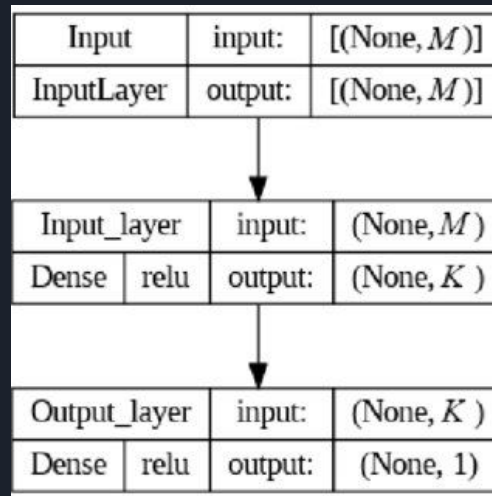 Input input: [(None, M)]
InputLayer output: [(None, M)]
Input_layer input: (None, M)
Dense relu output: (None, K)
Output_layer input: (None, K)
Dense relu output: (None, 1)